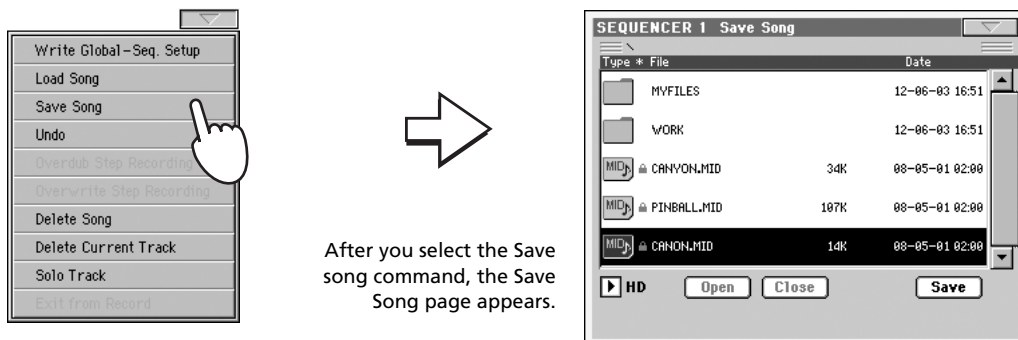 Write Global-Seq. Setup
Load Song
Save Song
Undo
Overdub Step Recording
Overwrite Step Recording
Delete Song
Delete Current Track
Solo Track
Exit from Record
After you select the Save
song command, the Save
Song page appears.
SEQUENCER 1 Save Song
Type * File Date
MYFILES 12-06-03 16:51
WORK 12-06-03 16:51
MID CANYON.MID 34K 08-05-01 02:00
MID PINBALL.MID 107K 08-05-01 02:00
MID CANON.MID 14K 08-05-01 02:00
HD Open Close Save